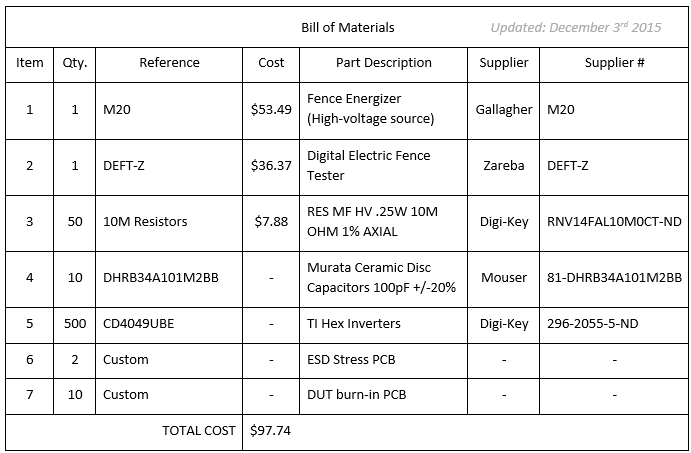 Bill of Materials Updated: December 3rd 2015
Item Qty. Reference Cost Part Description Supplier Supplier #
1 1 M20 $53.49 Fence Energizer
(High-voltage source) Gallagher M20
2 1 DEFT-Z $36.37 Digital Electric Fence
Tester Zareba DEFT-Z
3 50 10M Resistors $7.88 RES MF HV .25W 10M
OHM 1% AXIAL Digi-Key RNV14FAL10M0CT-ND
4 10 DHRB34A101M2BB - Murata Ceramic Disc
Capacitors 100pF +/-20% Mouser 81-DHRB34A101M2BB
5 500 CD4049UBE - TI Hex Inverters Digi-Key 296-2055-5-ND
6 2 Custom - ESD Stress PCB - -
7 10 Custom - DUT burn-in PCB - -
TOTAL COST $97.74